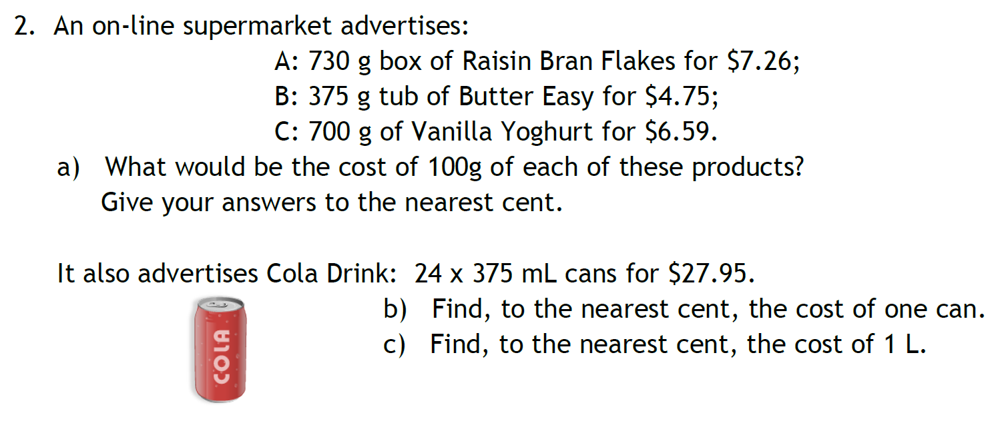 2. An on-line supermarket advertises:
A: 730 g box of Raisin Bran Flakes for $7.26;
B: 375 g tub of Butter Easy for $4.75;
C: 700 g of Vanilla Yoghurt for $6.59.
a) What would be the cost of 100g of each of these products?
Give your answers to the nearest cent.
It also advertises Cola Drink: 24 x 375 mL cans for $27.95.
b) Find, to the nearest cent, the cost of one can.
c) Find, to the nearest cent, the cost of 1 L.
COLA